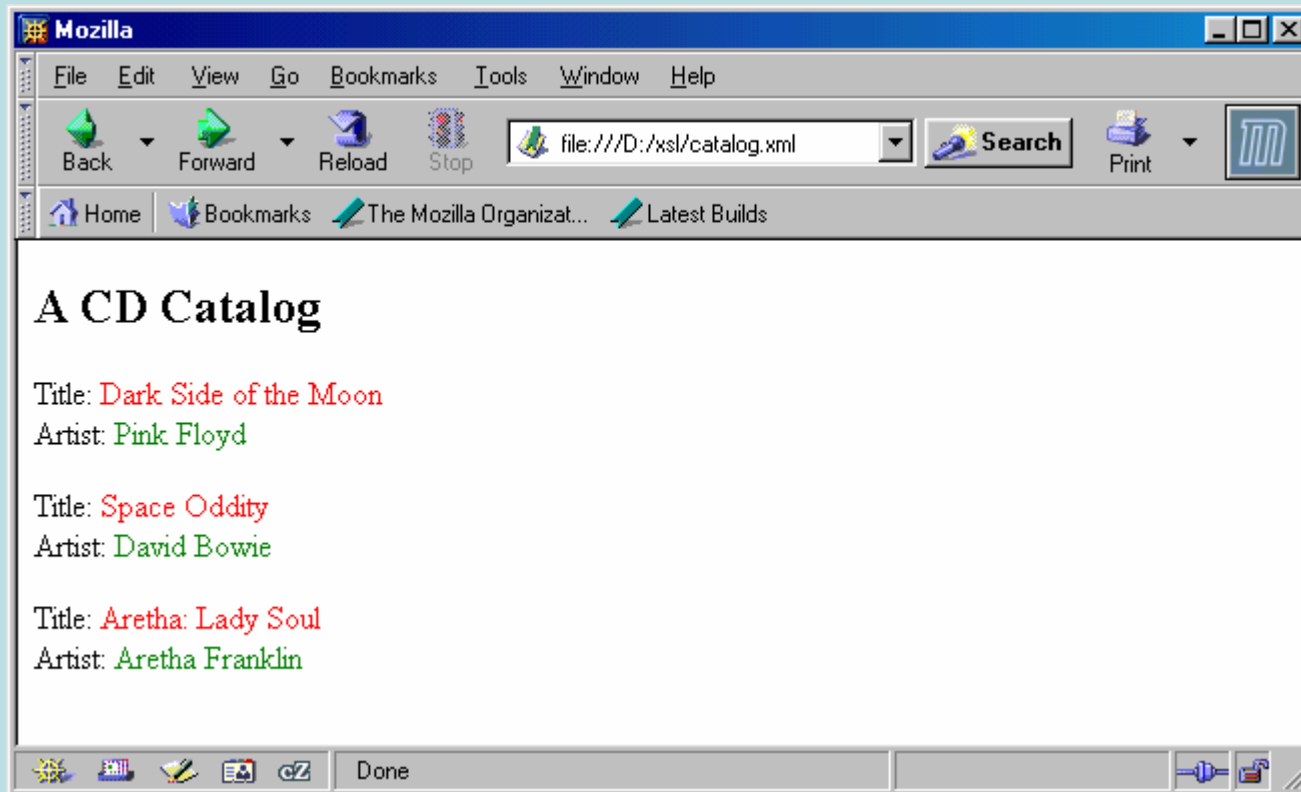 Mozilla
File Edit View Go Bookmarks Tools Window Help
Back Forward Reload Stop file:///D:/xsl/catalog.xml Search Print
Home Bookmarks The Mozilla Organizat... Latest Builds
A CD Catalog
Title: Dark Side of the Moon
Artist: Pink Floyd
Title: Space Oddity
Artist: David Bowie
Title: Aretha: Lady Soul
Artist: Aretha Franklin
cZ Done